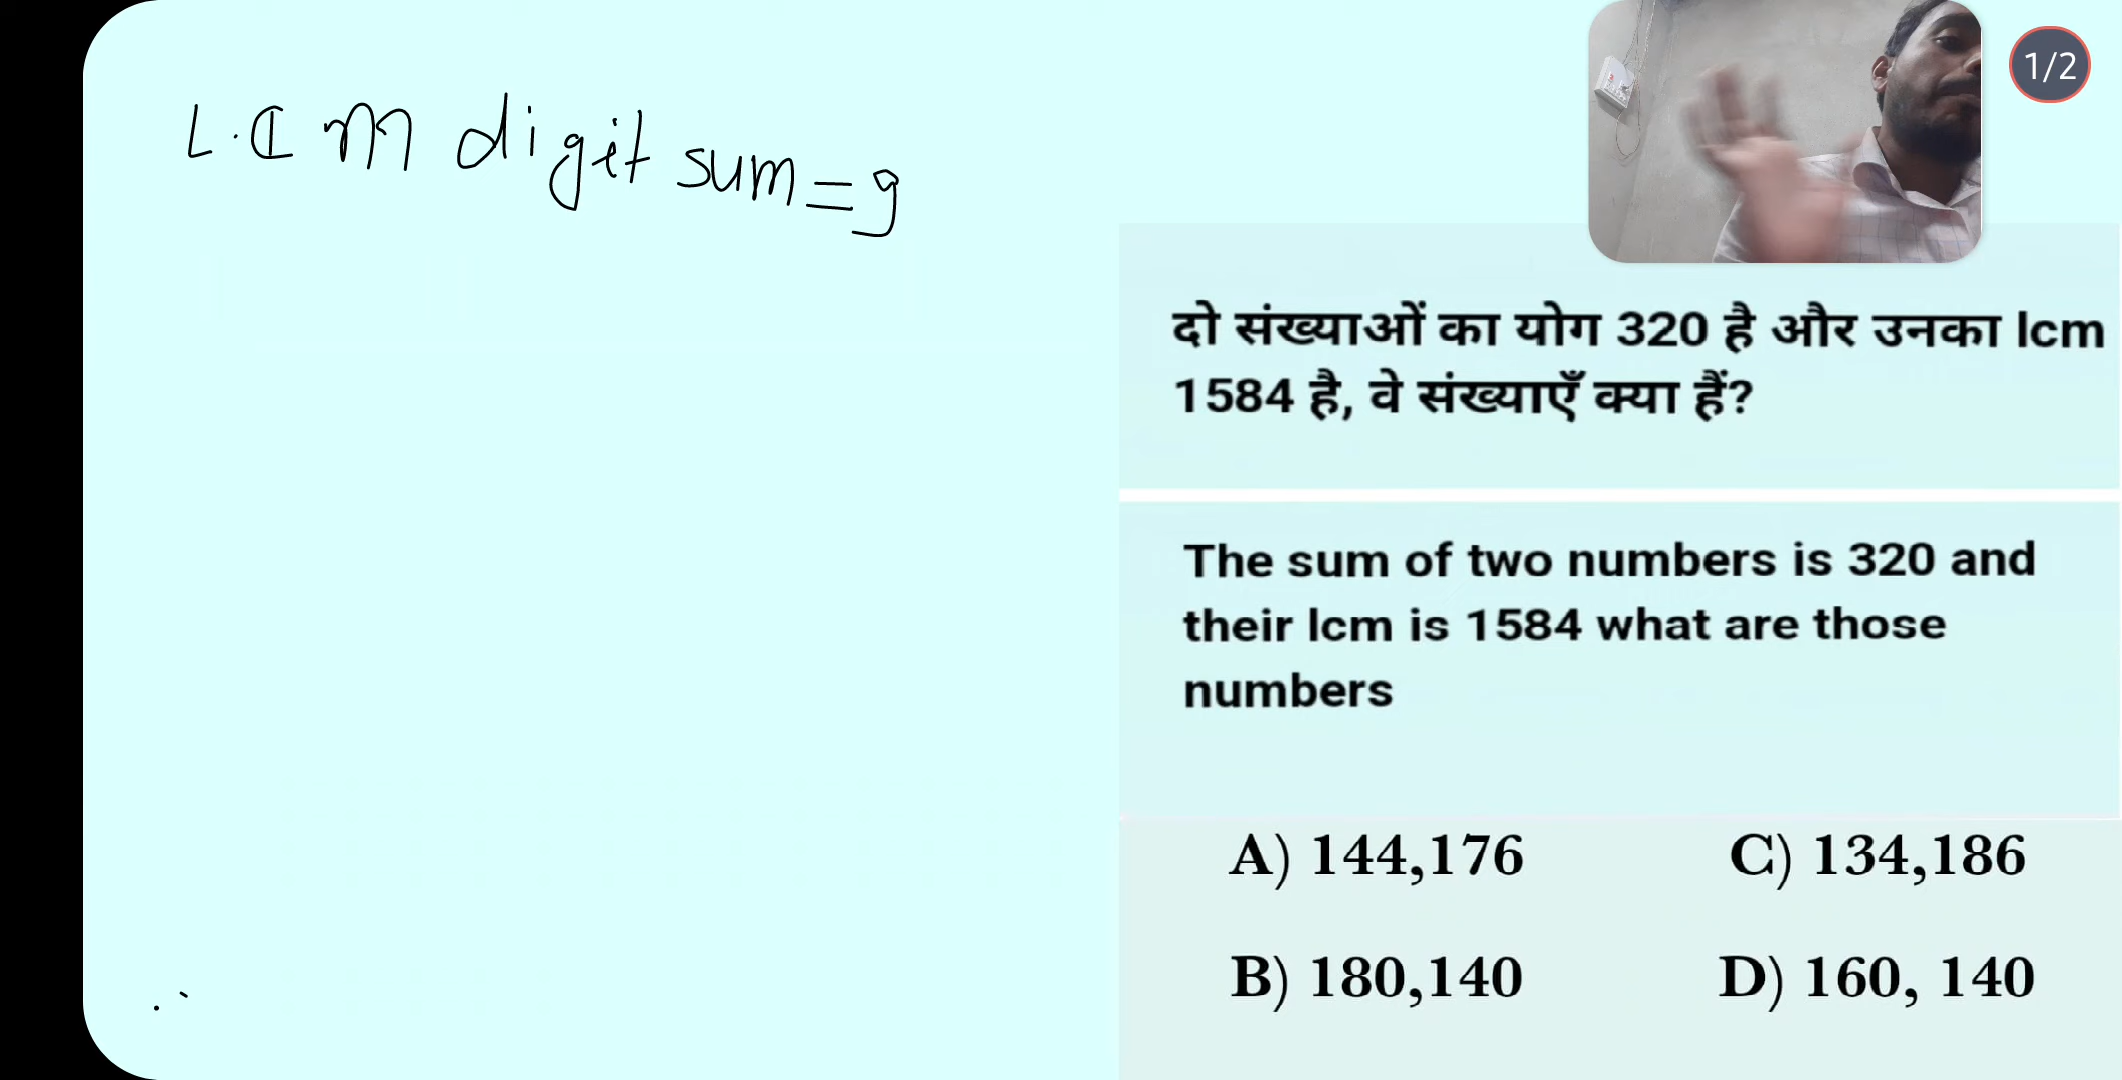 L.C M digit sum = 9
1/2
दो संख्याओं का योग 320 है और उनका lcm
1584 है, वे संख्याएँ क्या हैं?
The sum of two numbers is 320 and
their lcm is 1584 what are those
numbers
A) 144,176
C) 134,186
B) 180,140
D) 160, 140